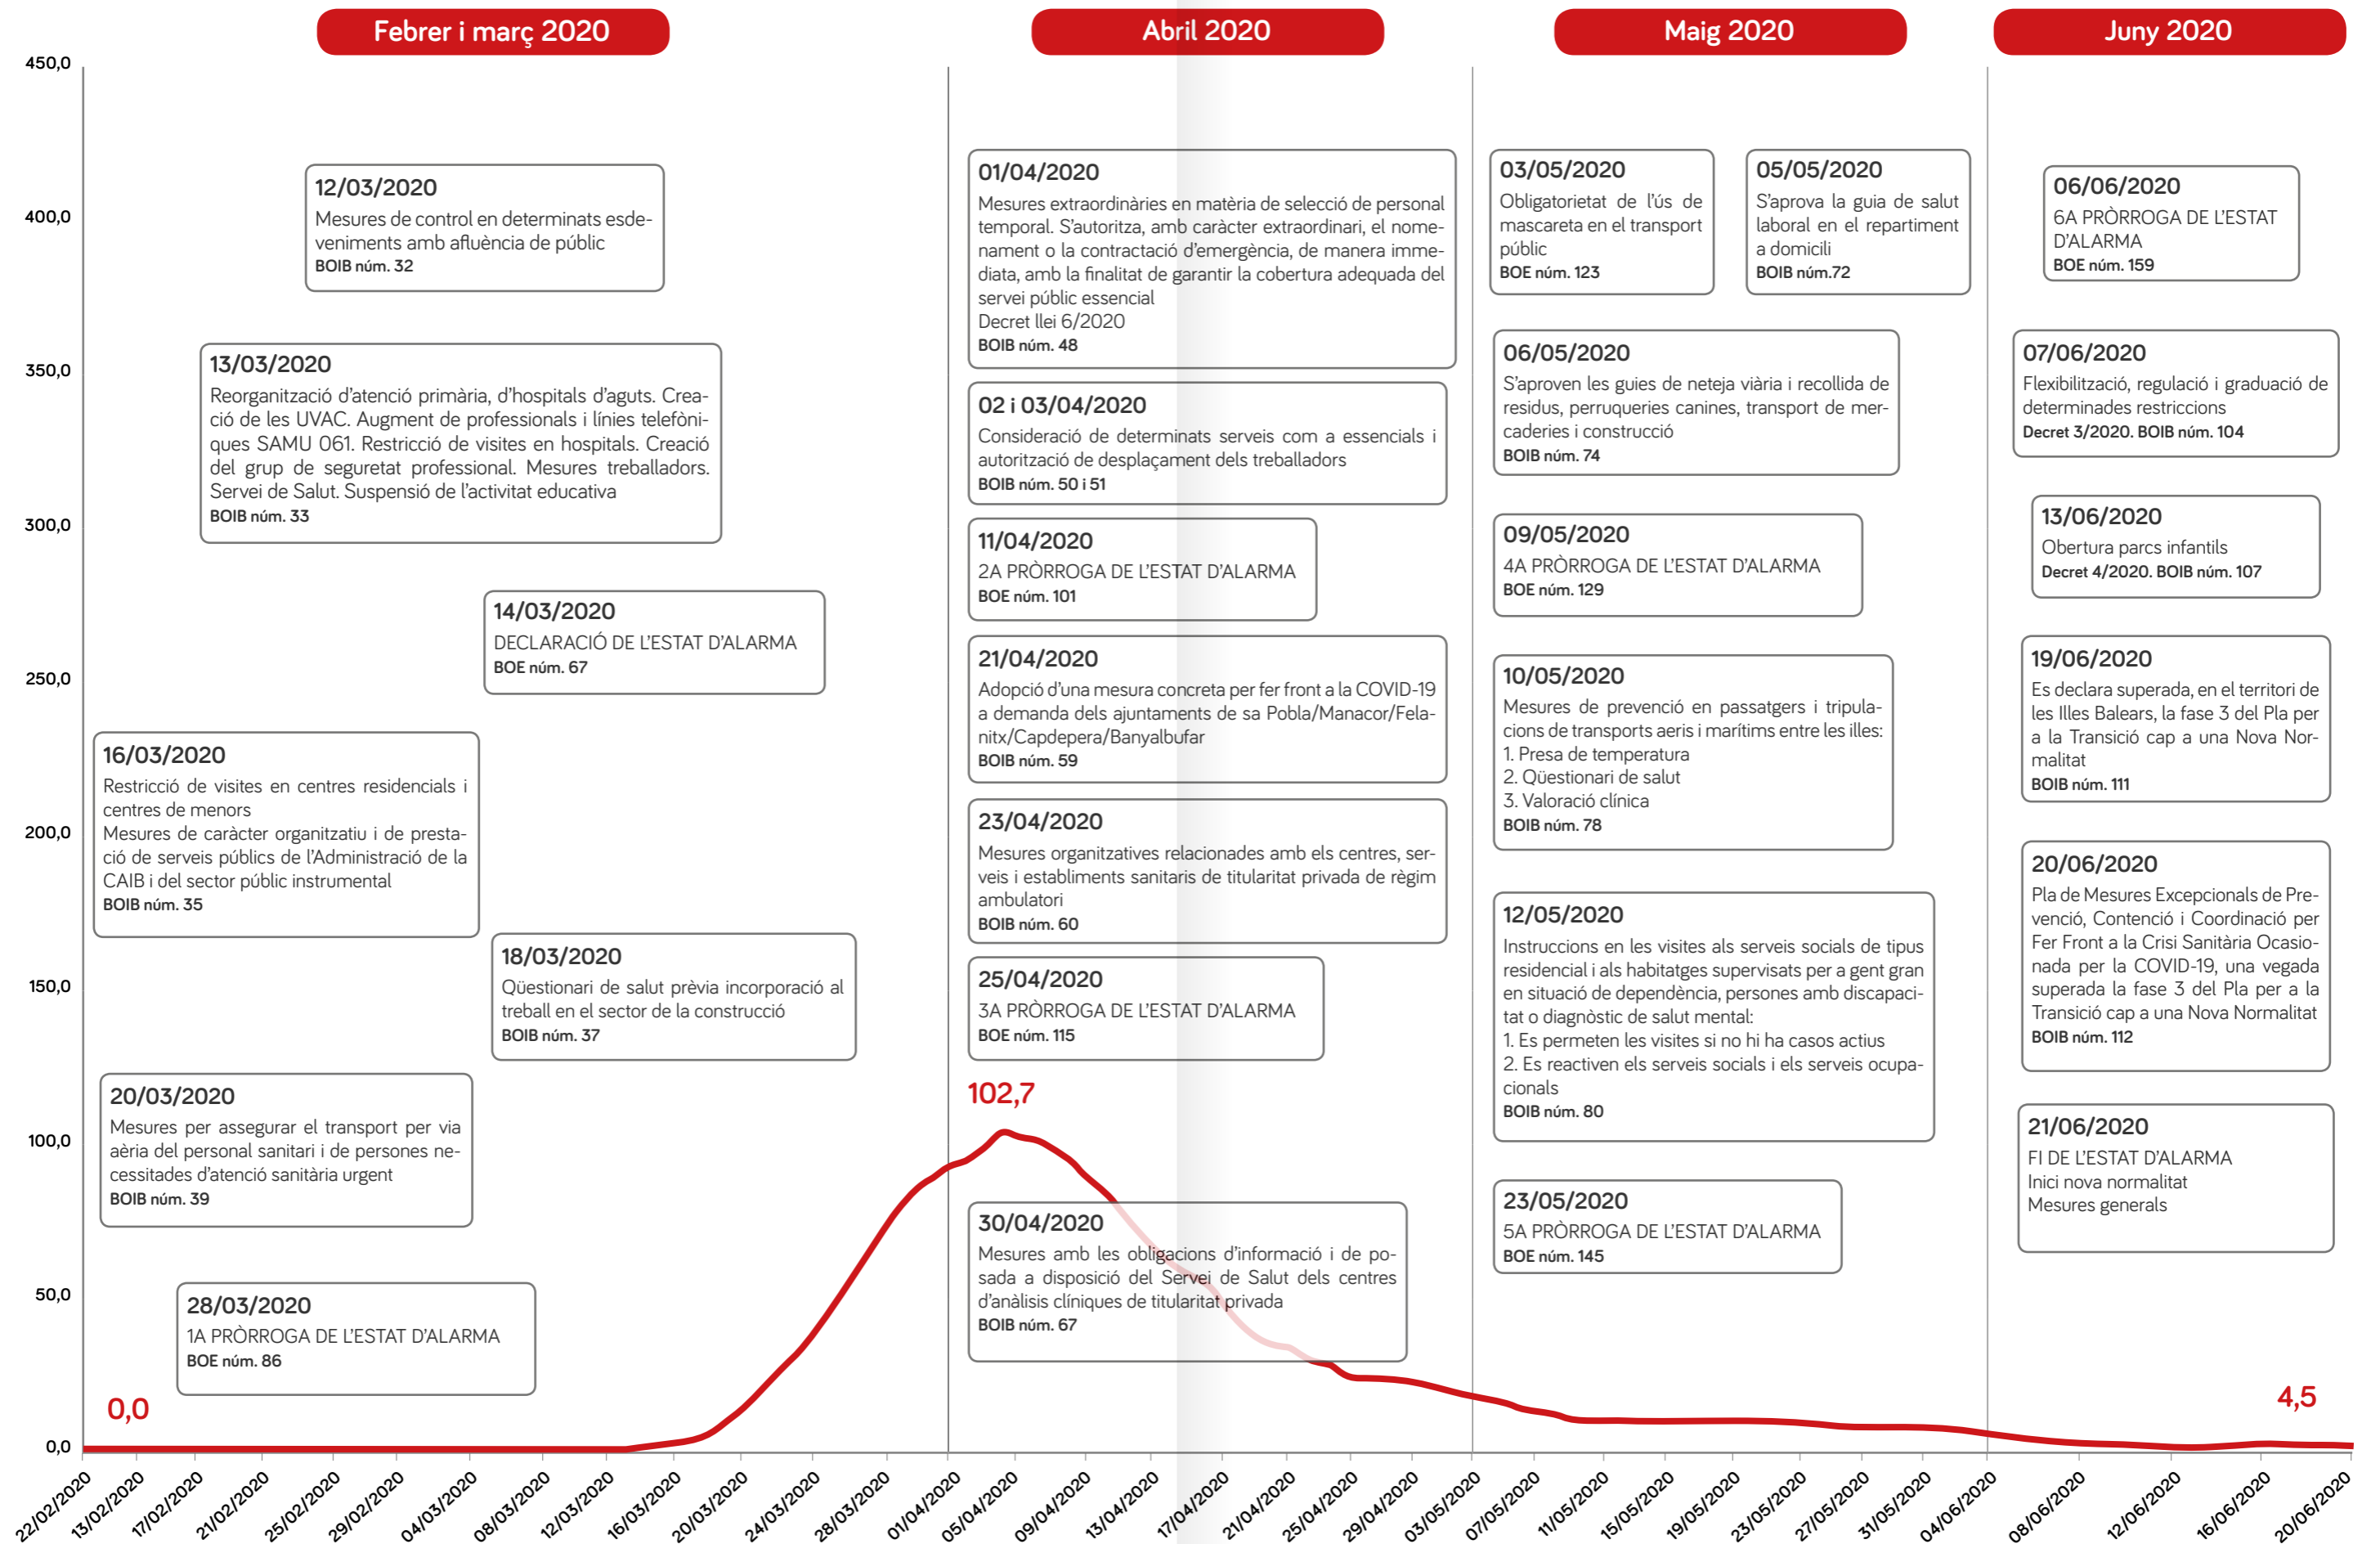 Febrer i març 2020
Abril 2020
Maig 2020
Juny 2020
450,0
400,0
350,0
300,0
250,0
200,0
150,0
100,0
50,0
0,0
12/03/2020
Mesures de control en determinats esde-
veniments amb afluència de públic
BOIB núm. 32
13/03/2020
Reorganització d'atenció primària, d'hospitals d'aguts. Crea-
ció de les UVAC. Augment de professionals i línies telefòni-
ques SAMU 061. Restricció de visites en hospitals. Creació
del grup de seguretat professional. Mesures treballadors.
Servei de Salut. Suspensió de l'activitat educativa
BOIB núm. 33
14/03/2020
DECLARACIÓ DE L'ESTAT D'ALARMA
BOE núm. 67
16/03/2020
Restricció de visites en centres residencials i
centres de menors
Mesures de caràcter organitzatiu i de presta-
ció de serveis públics de l'Administració de la
CAIB i del sector públic instrumental
BOIB núm. 35
18/03/2020
Qüestionari de salut prèvia incorporació al
treball en el sector de la construcció
BOIB núm. 37
20/03/2020
Mesures per assegurar el transport per via
aèria del personal sanitari i de persones ne-
cessitades d'atenció sanitària urgent
BOIB núm. 39
28/03/2020
1A PRÒRROGA DE L'ESTAT D'ALARMA
BOE núm. 86
0,0
01/04/2020
Mesures extraordinàries en matèria de selecció de personal
temporal. S'autoritza, amb caràcter extraordinari, el nome-
nament o la contractació d'emergència, de manera imme-
diata, amb la finalitat de garantir la cobertura adequada del
servei públic essencial
Decret llei 6/2020
BOIB núm. 48
02 i 03/04/2020
Consideració de determinats serveis com a essencials i
autorització de desplaçament dels treballadors
BOIB núm. 50 i 51
11/04/2020
2A PRÒRROGA DE L'ESTAT D'ALARMA
BOE núm. 101
21/04/2020
Adopció d'una mesura concreta per fer front a la COVID-19
a demanda dels ajuntaments de sa Pobla/Manacor/Fela-
nitx/Capdepera/Banyalbufar
BOIB núm. 59
23/04/2020
Mesures organitzatives relacionades amb els centres, ser-
veis i establiments sanitaris de titularitat privada de règim
ambulatori
BOIB núm. 60
25/04/2020
3A PRÒRROGA DE L'ESTAT D'ALARMA
BOE núm. 115
102,7
30/04/2020
Mesures amb les obligacions d'informació i de po-
sada a disposició del Servei de Salut dels centres
d'anàlisis clíniques de titularitat privada
BOIB núm. 67
03/05/2020
Obligatorietat de l'ús de
mascareta en el transport
públic
BOE núm. 123
05/05/2020
S'aprova la guia de salut
laboral en el repartiment
a domicili
BOIB núm.72
06/05/2020
S'aproven les guies de neteja viària i recollida de
residus, perruqueries canines, transport de mer-
caderies i construcció
BOIB núm. 74
09/05/2020
4A PRÒRROGA DE L'ESTAT D'ALARMA
BOE núm. 129
10/05/2020
Mesures de prevenció en passatgers i tripula-
cions de transports aeris i marítims entre les illes:
1. Presa de temperatura
2. Qüestionari de salut
3. Valoració clínica
BOIB núm. 78
12/05/2020
Instruccions en les visites als serveis socials de tipus
residencial i als habitatges supervisats per a gent gran
en situació de dependència, persones amb discapaci-
tat o diagnòstic de salut mental:
1. Es permeten les visites si no hi ha casos actius
2. Es reactiven els serveis socials i els serveis ocupa-
cionals
BOIB núm. 80
23/05/2020
5A PRÒRROGA DE L'ESTAT D'ALARMA
BOE núm. 145
06/06/2020
6A PRÒRROGA DE L'ESTAT
D'ALARMA
BOE núm. 159
07/06/2020
Flexibilització, regulació i graduació de
determinades restriccions
Decret 3/2020. BOIB núm. 104
13/06/2020
Obertura parcs infantils
Decret 4/2020. BOIB núm. 107
19/06/2020
Es declara superada, en el territori de
les Illes Balears, la fase 3 del Pla per
a la Transició cap a una Nova Nor-
malitat
BOIB núm. 111
20/06/2020
Pla de Mesures Excepcionals de Pre-
venció, Contenció i Coordinació per
Fer Front a la Crisi Sanitària Ocasio-
nada per la COVID-19, una vegada
superada la fase 3 del Pla per a la
Transició cap a una Nova Normalitat
BOIB núm. 112
21/06/2020
FI DE L'ESTAT D'ALARMA
Inici nova normalitat
Mesures generals
4,5
22/02/2020
13/02/2020
17/02/2020
21/02/2020
25/02/2020
29/02/2020
04/03/2020
08/03/2020
12/03/2020
16/03/2020
20/03/2020
24/03/2020
28/03/2020
01/04/2020
05/04/2020
09/04/2020
13/04/2020
17/04/2020
21/04/2020
25/04/2020
29/04/2020
03/05/2020
07/05/2020
11/05/2020
15/05/2020
19/05/2020
23/05/2020
27/05/2020
31/05/2020
04/06/2020
08/06/2020
12/06/2020
16/06/2020
20/06/2020